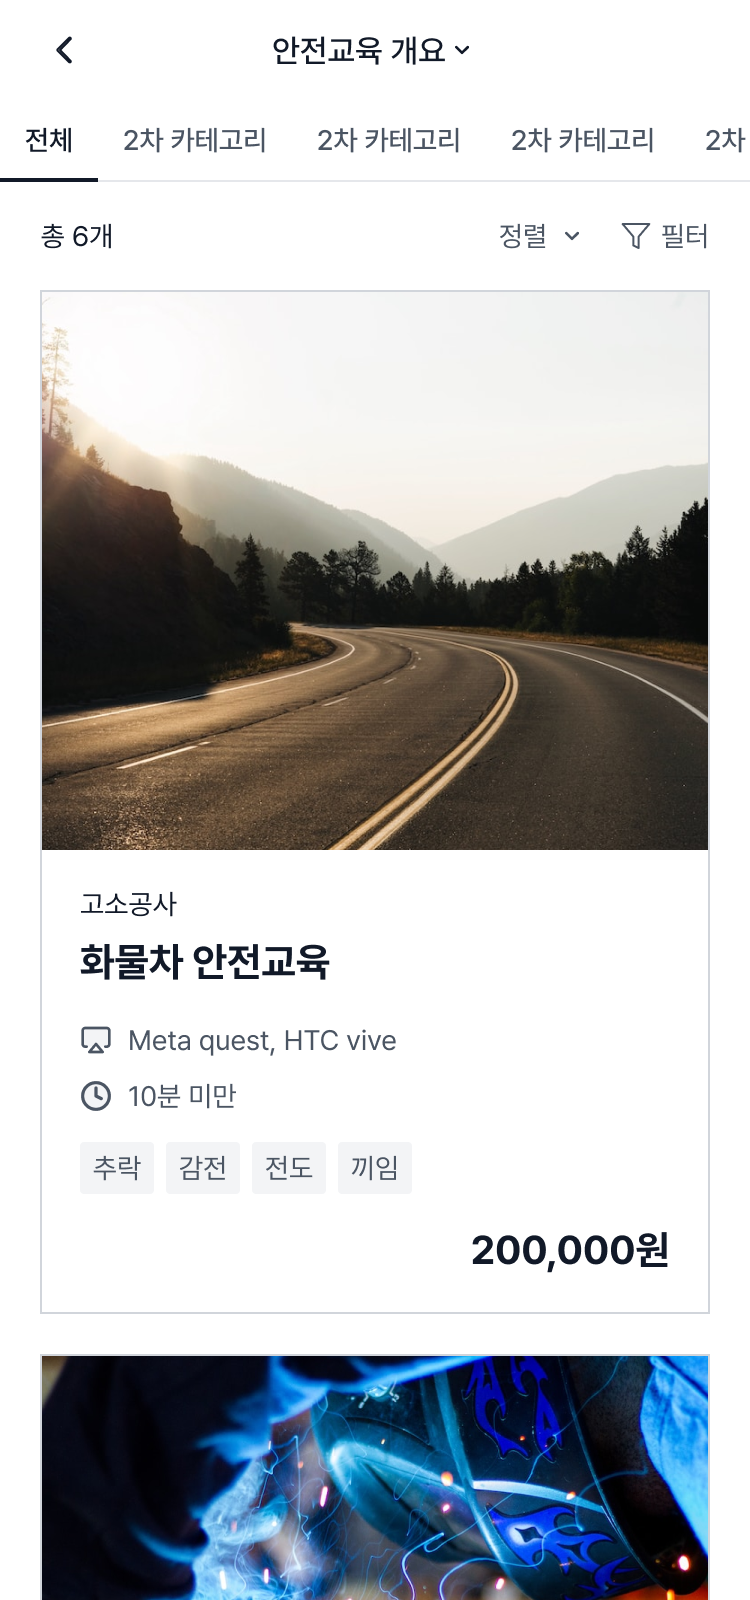 안전교육 개요
전체 2차 카테고리 2차 카테고리 2차 카테고리 2차
총 6개 정렬 필터
고소공사
화물차 안전교육
Meta quest, HTC vive
10분 미만
추락 감전 전도 끼임
200,000원